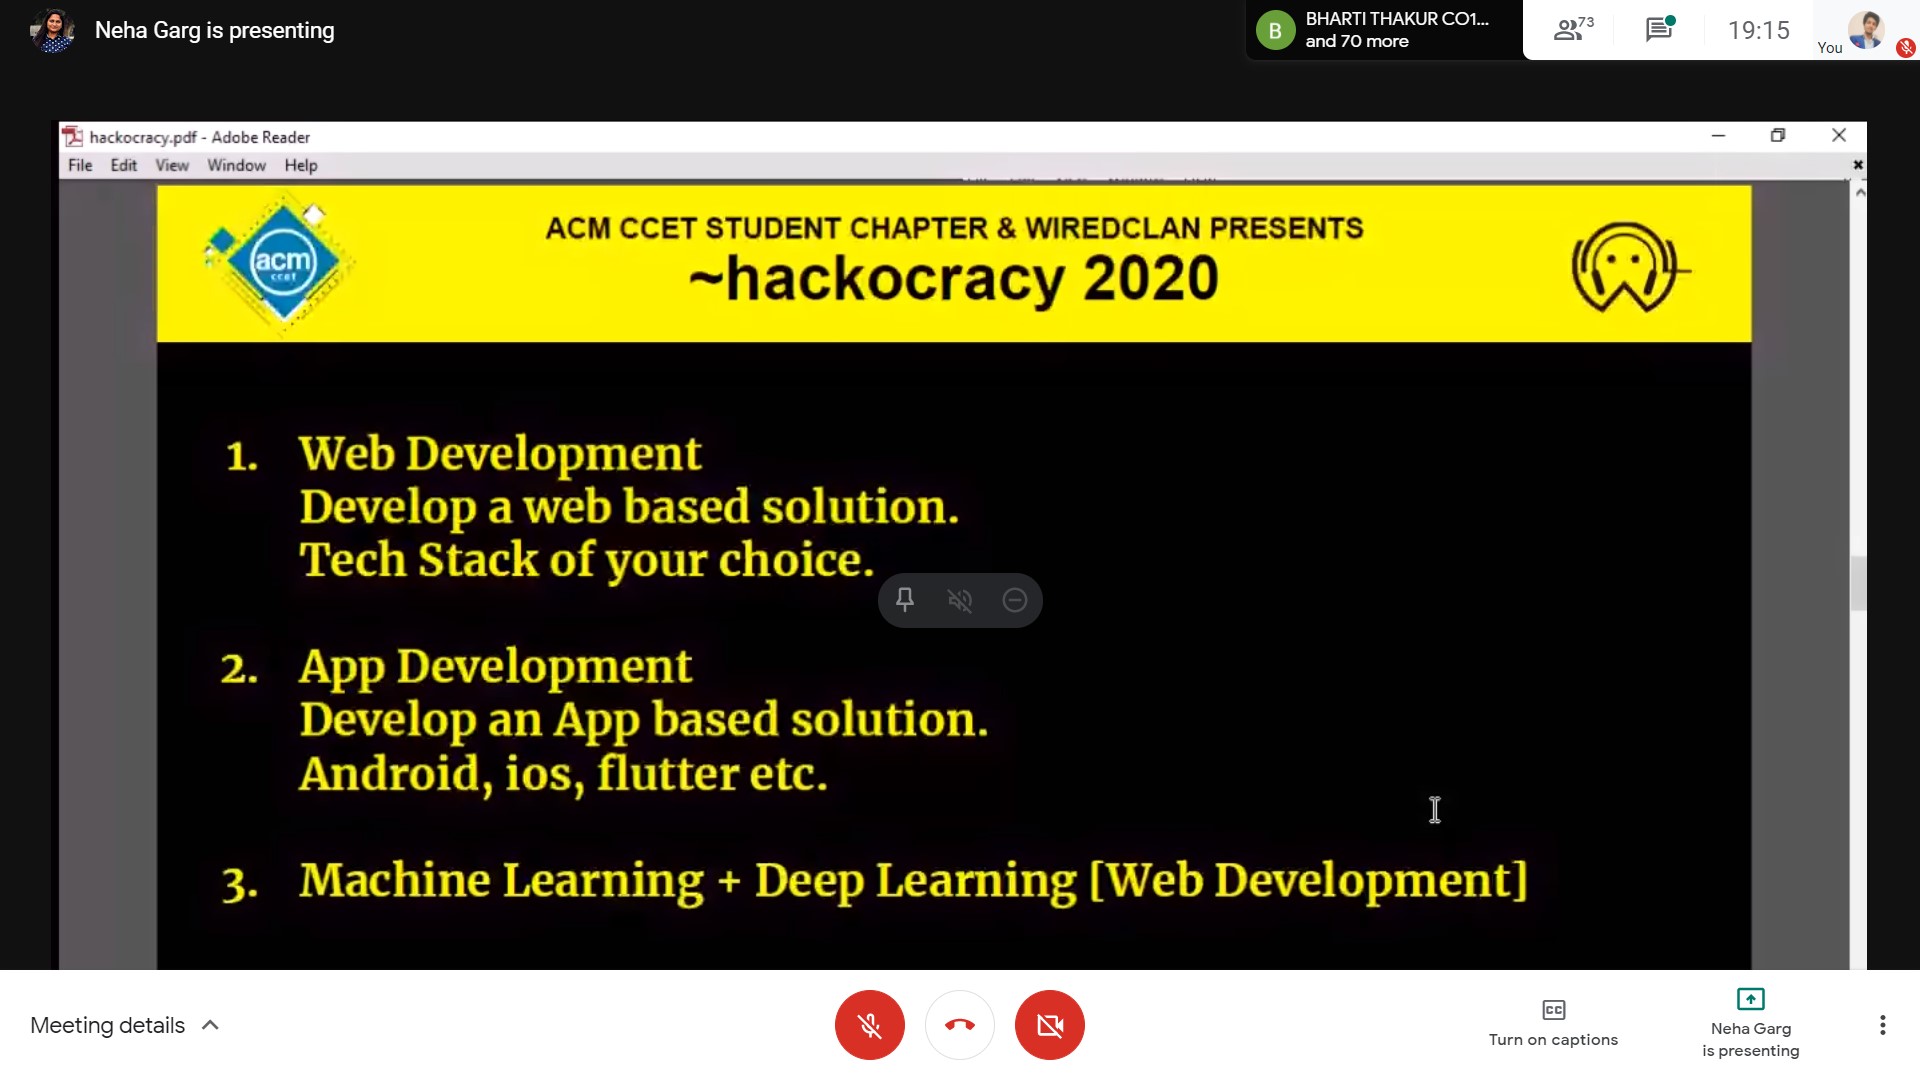 Neha Garg is presenting
B
BHARTI THAKUR CO1...
and 70 more
73
19:15
You
hackocracy.pdf - Adobe Reader
File Edit View Window Help
acm
ccet
ACM CCET STUDENT CHAPTER & WIREDCLAN PRESENTS
~hackocracy 2020
1. Web Development
Develop a web based solution.
Tech Stack of your choice.
2. App Development
Develop an App based solution.
Android, ios, flutter etc.
3. Machine Learning + Deep Learning [Web Development]
Meeting details
CC
Turn on captions
Neha Garg
is presenting